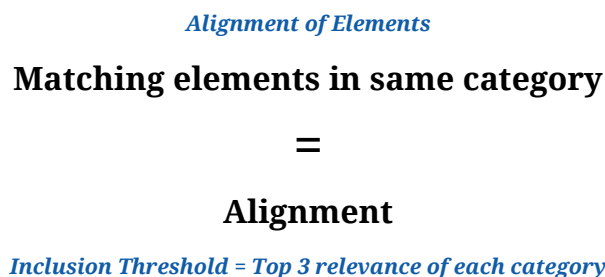 Alignment of Elements
Matching elements in same category
=
Alignment
Inclusion Threshold = Top 3 relevance of each category